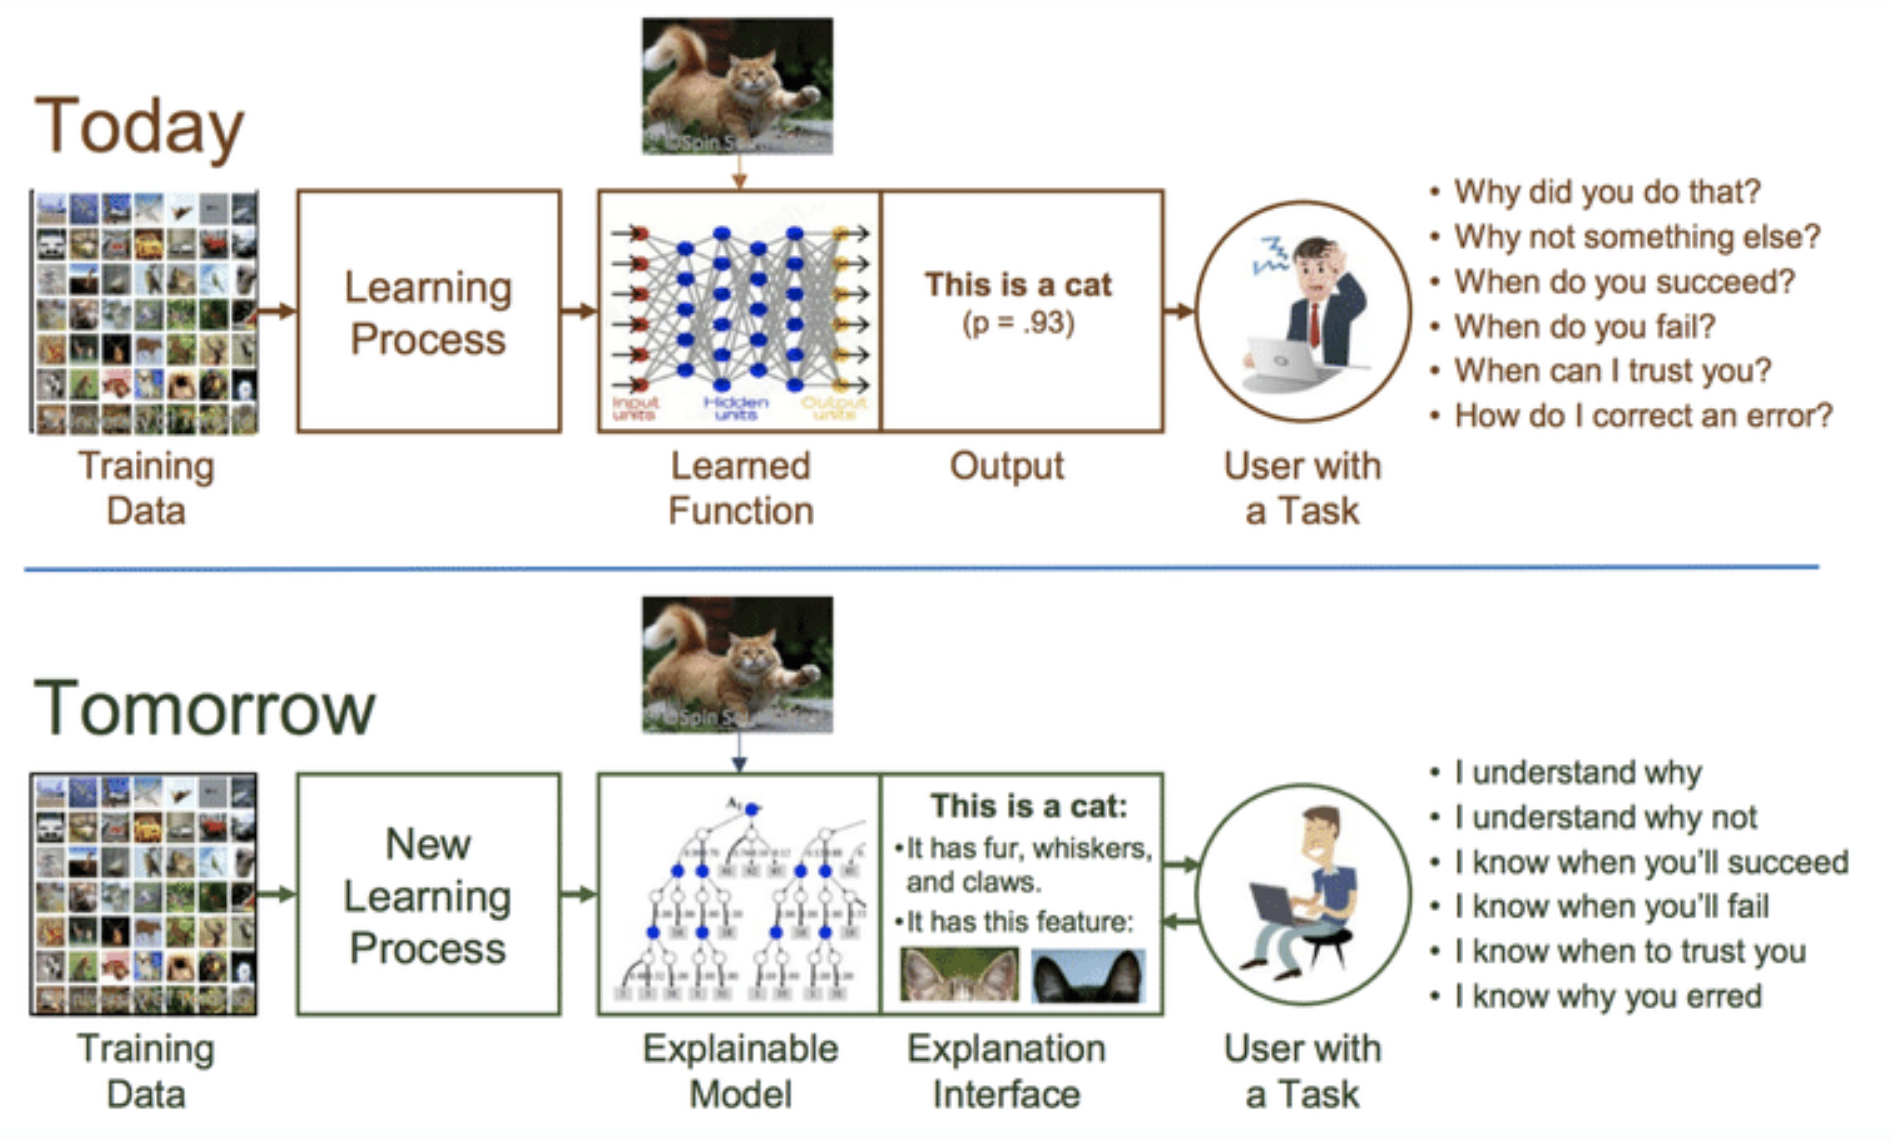 Today
Learning
Process
This is a cat
(p = .93)
Input
units
Hidden
units
Output
units
• Why did you do that?
• Why not something else?
• When do you succeed?
• When do you fail?
• When can I trust you?
• How do I correct an error?
Training
Data
Learned
Function
Output
User with
a Task
Tomorrow
New
Learning
Process
This is a cat:
•It has fur, whiskers,
and claws.
•It has this feature:
• I understand why
• I understand why not
• I know when you'll succeed
• I know when you'll fail
• I know when to trust you
• I know why you erred
Training
Data
Explainable
Model
Explanation
Interface
User with
a Task